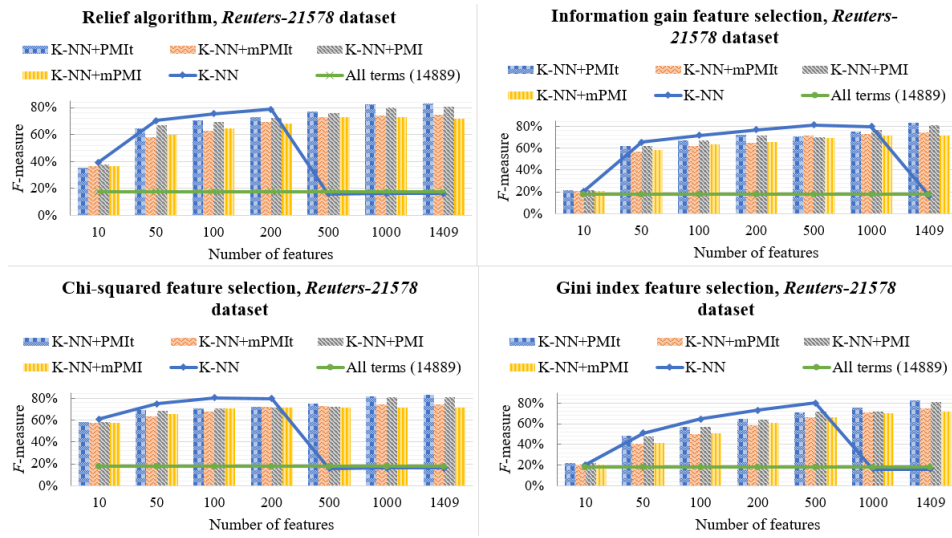 Relief algorithm, Reuters-21578 dataset
K-NN+PMIt K-NN+mPMIt K-NN+PMI
K-NN+mPMI K-NN All terms (14889)
F-measure
80%
60%
40%
20%
0%
10 50 100 200 500 1000 1409
Number of features
Information gain feature selection, Reuters-
21578 dataset
K-NN+PMIt K-NN+mPMIt K-NN+PMI
K-NN+mPMI K-NN All terms (14889)
F-measure
80%
60%
40%
20%
0%
10 50 100 200 500 1000 1409
Number of features
Chi-squared feature selection, Reuters-21578
dataset
K-NN+PMIt K-NN+mPMIt K-NN+PMI
K-NN+mPMI K-NN All terms (14889)
F-measure
80%
60%
40%
20%
0%
10 50 100 200 500 1000 1409
Number of features
Gini index feature selection, Reuters-21578
dataset
K-NN+PMIt K-NN+mPMIt K-NN+PMI
K-NN+mPMI K-NN All terms (14889)
F-measure
80%
60%
40%
20%
0%
10 50 100 200 500 1000 1409
Number of features